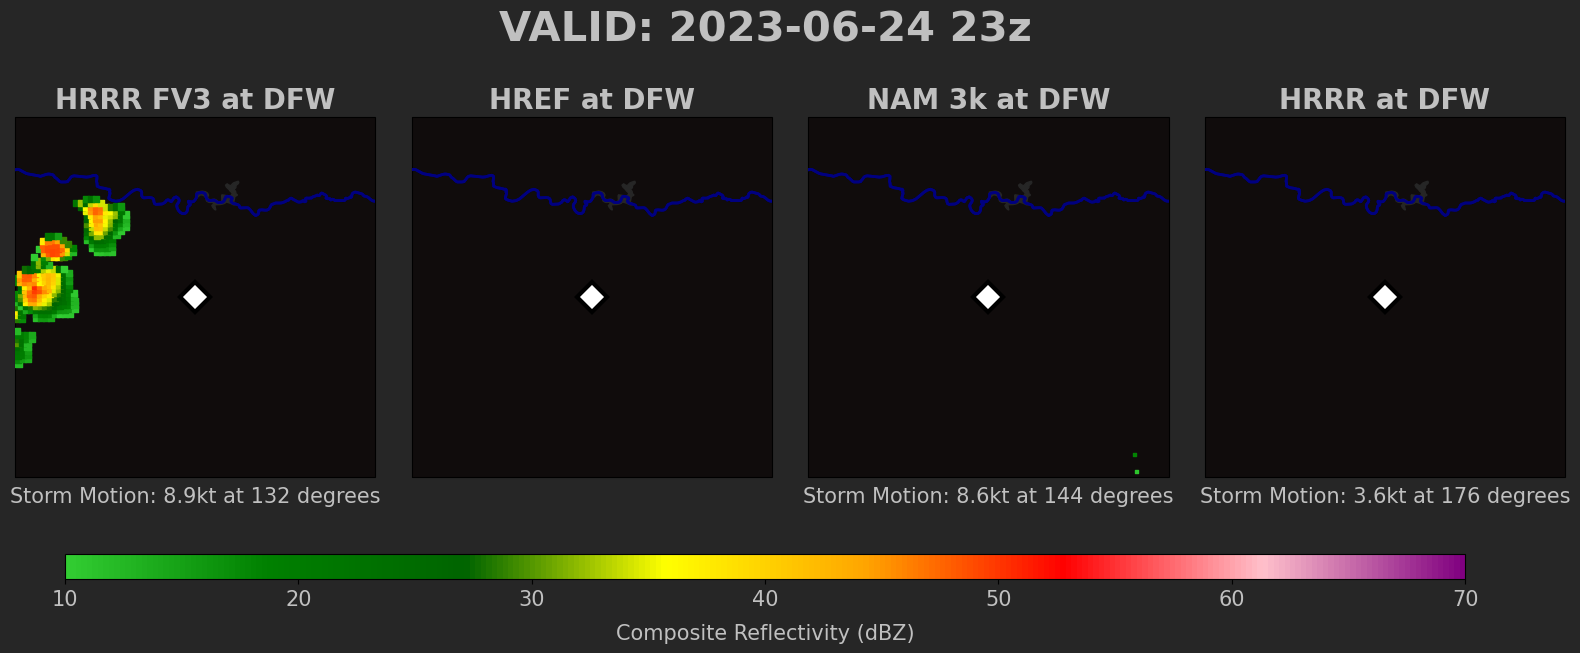 VALID: 2023-06-24 23z
HRRR FV3 at DFW
HREF at DFW
NAM 3k at DFW
HRRR at DFW
Storm Motion: 8.9kt at 132 degrees
Storm Motion: 8.6kt at 144 degrees
Storm Motion: 3.6kt at 176 degrees
10 20 30 40 50 60 70
Composite Reflectivity (dBZ)